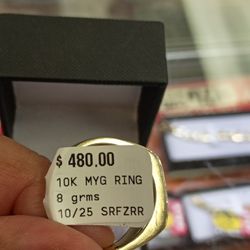 $ 480.00
10K MYG RING
8 grms
10/25 SRFZRR